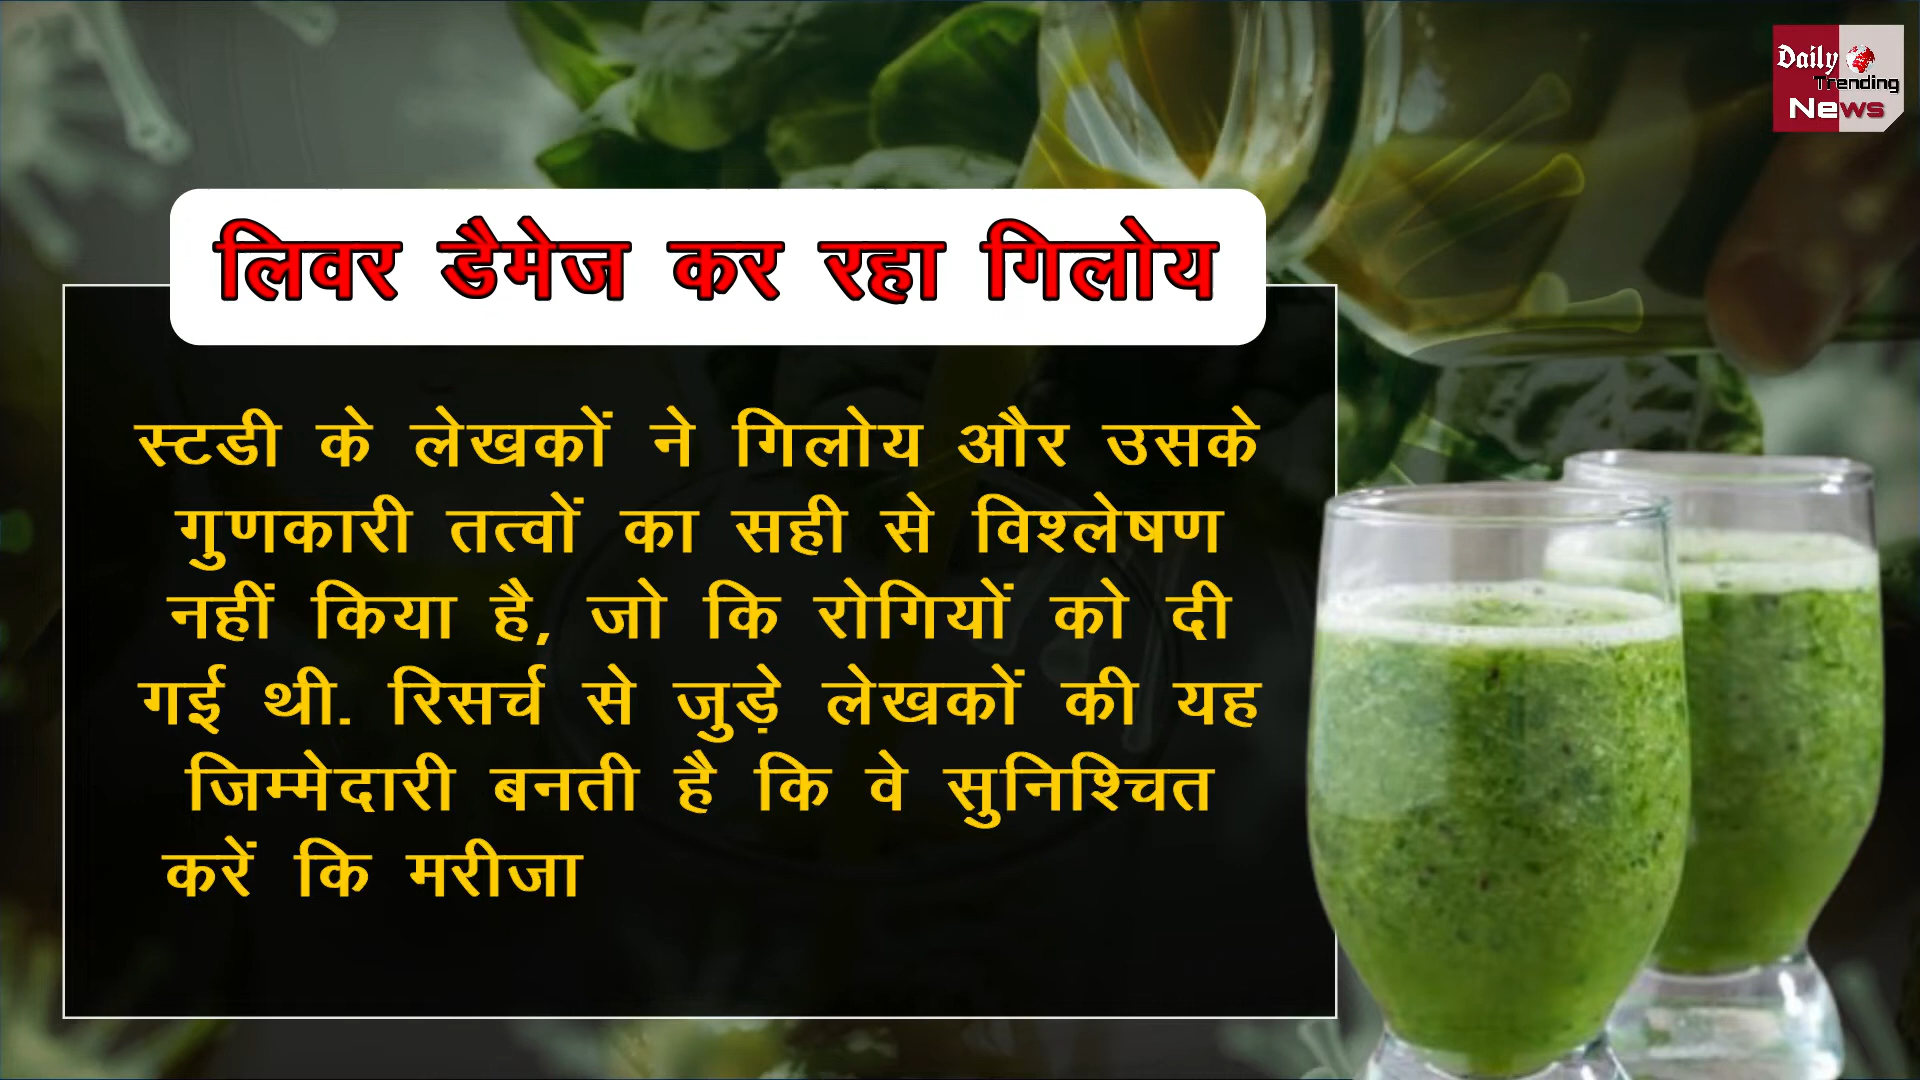 Daily
Trending
News
लिवर डैमेज कर रहा गिलोय
स्टडी के लेखकों ने गिलोय और उसके
गुणकारी तत्वों का सही से विश्लेषण
नहीं किया है, जो कि रोगियों को दी
गई थी. रिसर्च से जुड़े लेखकों की यह
जिम्मेदारी बनती है कि वे सुनिश्चित
करें कि मरीजा